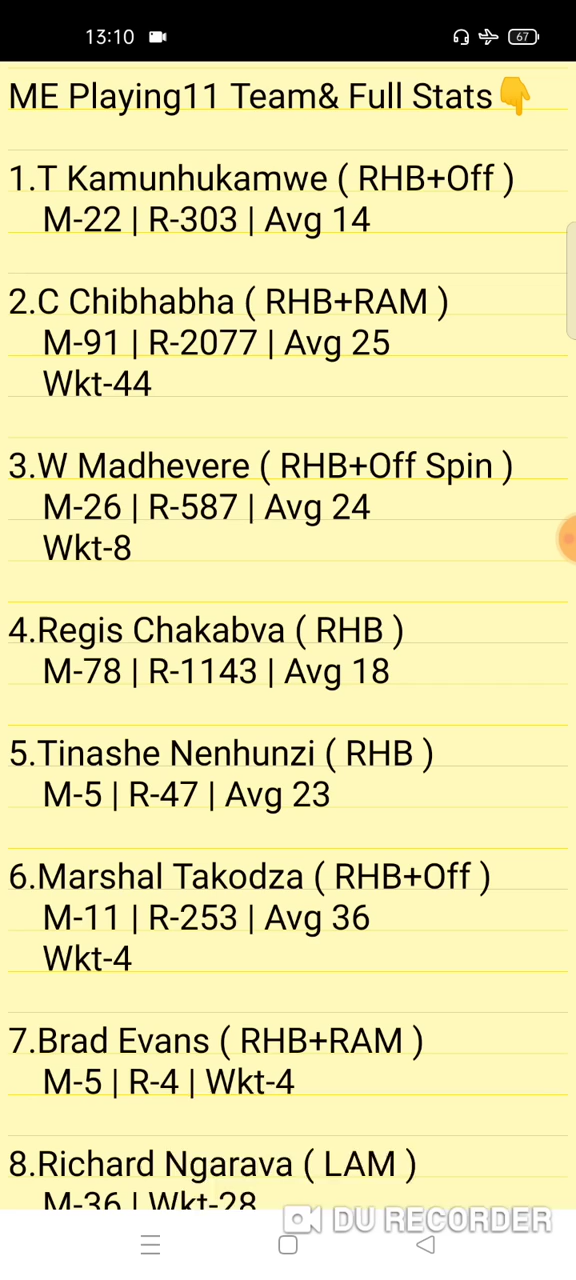 13:10
67
ME Playing11 Team& Full Stats👇
1.T Kamunhukamwe ( RHB+Off )
M-22 | R-303 | Avg 14
2.C Chibhabha ( RHB+RAM )
M-91 | R-2077 | Avg 25
Wkt-44
3.W Madhevere ( RHB+Off Spin )
M-26 | R-587 | Avg 24
Wkt-8
4.Regis Chakabva ( RHB )
M-78 | R-1143 | Avg 18
5.Tinashe Nenhunzi ( RHB )
M-5 | R-47 | Avg 23
6.Marshal Takodza ( RHB+Off )
M-11 | R-253 | Avg 36
Wkt-4
7.Brad Evans ( RHB+RAM )
M-5 | R-4 | Wkt-4
8.Richard Ngarava ( LAM )
M-36 | Wkt-28
DU RECORDER